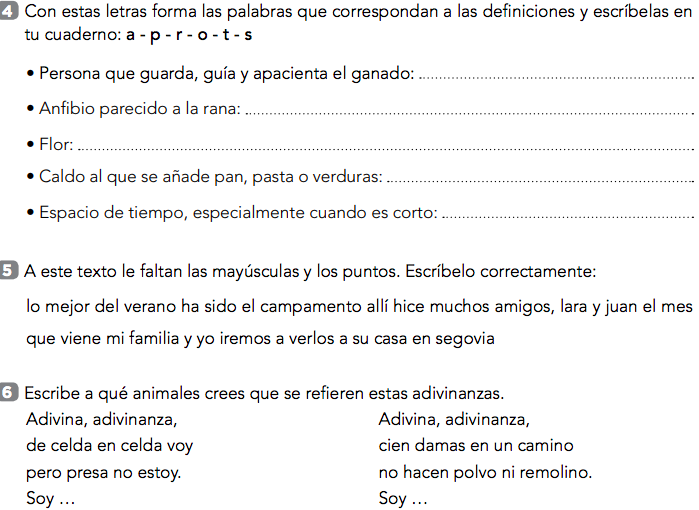 4 Con estas letras forma las palabras que correspondan a las definiciones y escríbelas en
tu cuaderno: a - p - r - o - t - s
• Persona que guarda, guía y apacienta el ganado: ..........
• Anfibio parecido a la rana: ..........
• Flor: ..........
• Caldo al que se añade pan, pasta o verduras: ..........
• Espacio de tiempo, especialmente cuando es corto: ..........
5 A este texto le faltan las mayúsculas y los puntos. Escríbelo correctamente:
lo mejor del verano ha sido el campamento allí hice muchos amigos, lara y juan el mes
que viene mi familia y yo iremos a verlos a su casa en segovia
6 Escribe a qué animales crees que se refieren estas adivinanzas.
Adivina, adivinanza,
de celda en celda voy
pero presa no estoy.
Soy ...
Adivina, adivinanza,
cien damas en un camino
no hacen polvo ni remolino.
Soy ...